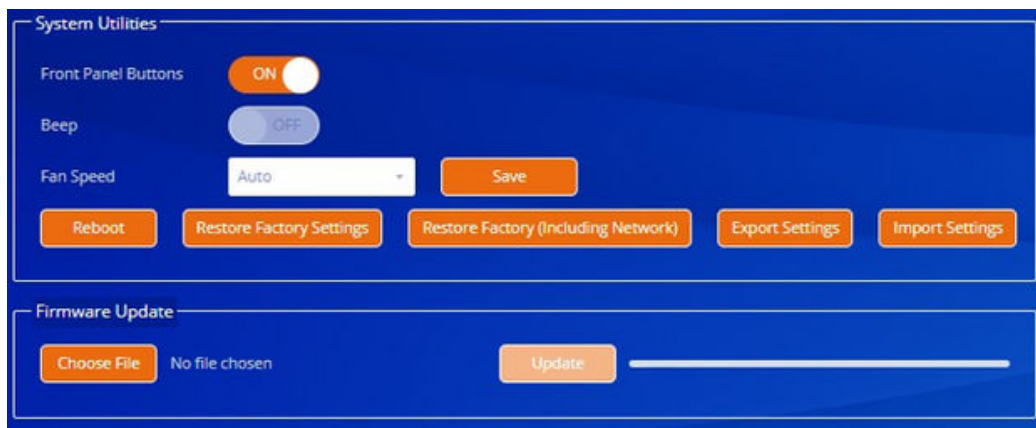 System Utilities
Front Panel Buttons ON
Beep OFF
Fan Speed Auto Save
Reboot Restore Factory Settings Restore Factory (Including Network) Export Settings Import Settings
Firmware Update
Choose File No file chosen Update